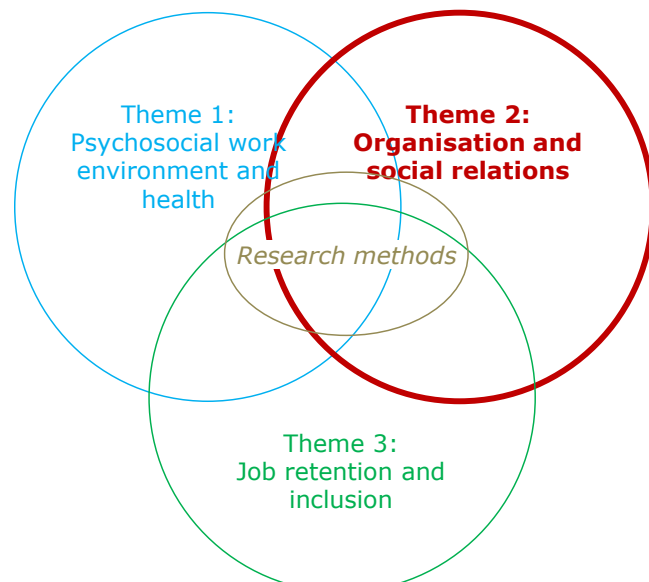 Theme 1:
Psychosocial work
environment and
health
Theme 2:
Organisation and
social relations
Research methods
Theme 3:
Job retention and
inclusion